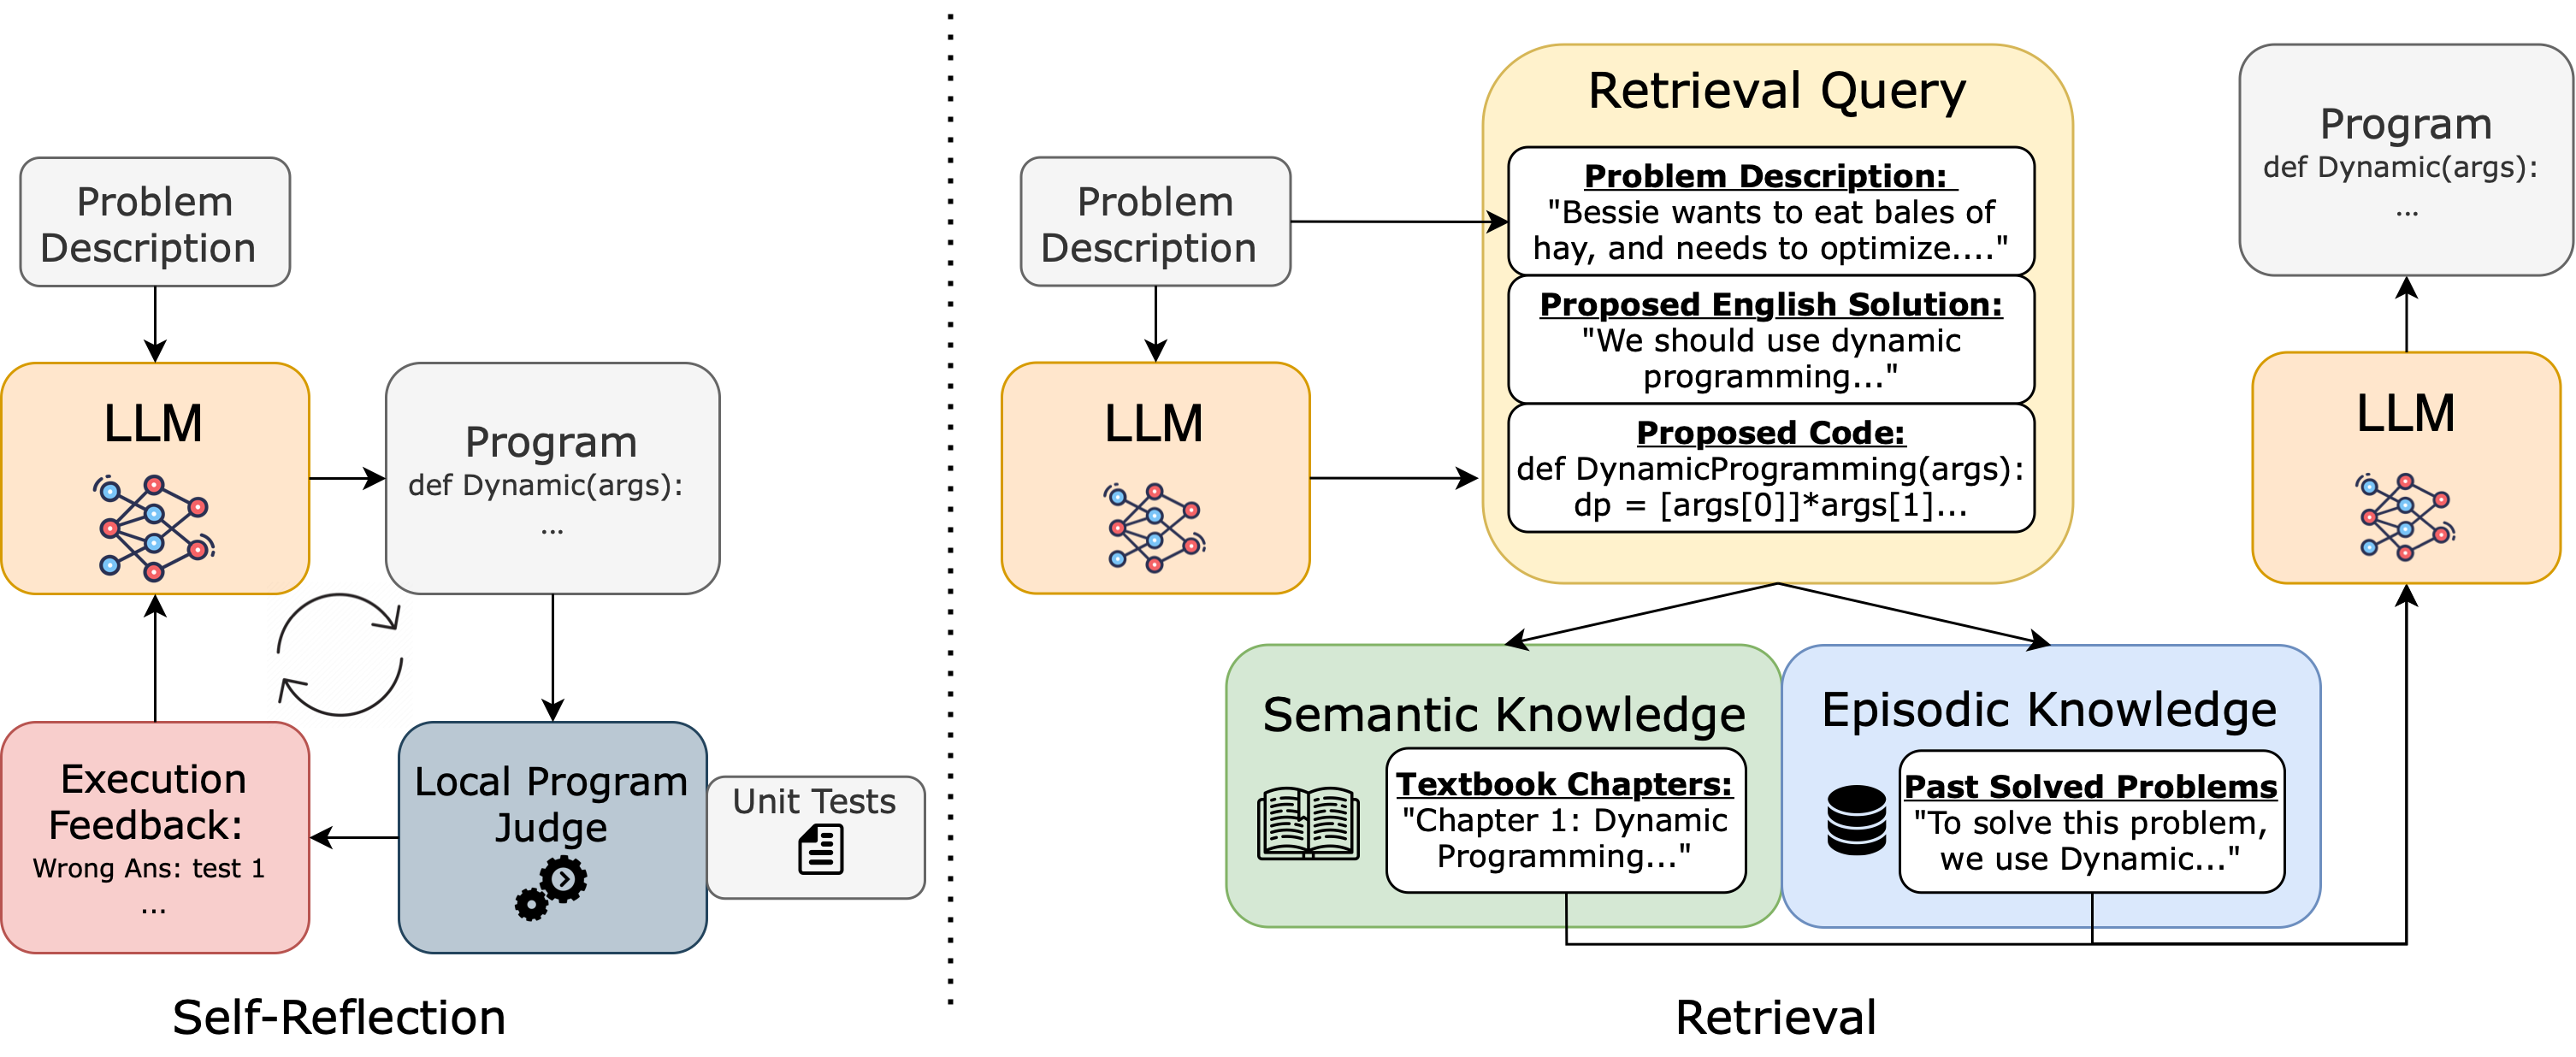 Problem
Description
LLM
Program
def Dynamic(args):
...
Local Program
Judge
Unit Tests
Execution
Feedback:
Wrong Ans: test 1
...
Self-Reflection
Problem
Description
LLM
Retrieval Query
Problem Description:
"Bessie wants to eat bales of
hay, and needs to optimize...."
Proposed English Solution:
"We should use dynamic
programming..."
Proposed Code:
def DynamicProgramming(args):
dp = [args[0]]*args[1]...
Semantic Knowledge
Textbook Chapters:
"Chapter 1: Dynamic
Programming..."
Episodic Knowledge
Past Solved Problems
"To solve this problem,
we use Dynamic..."
LLM
Program
def Dynamic(args):
...
Retrieval